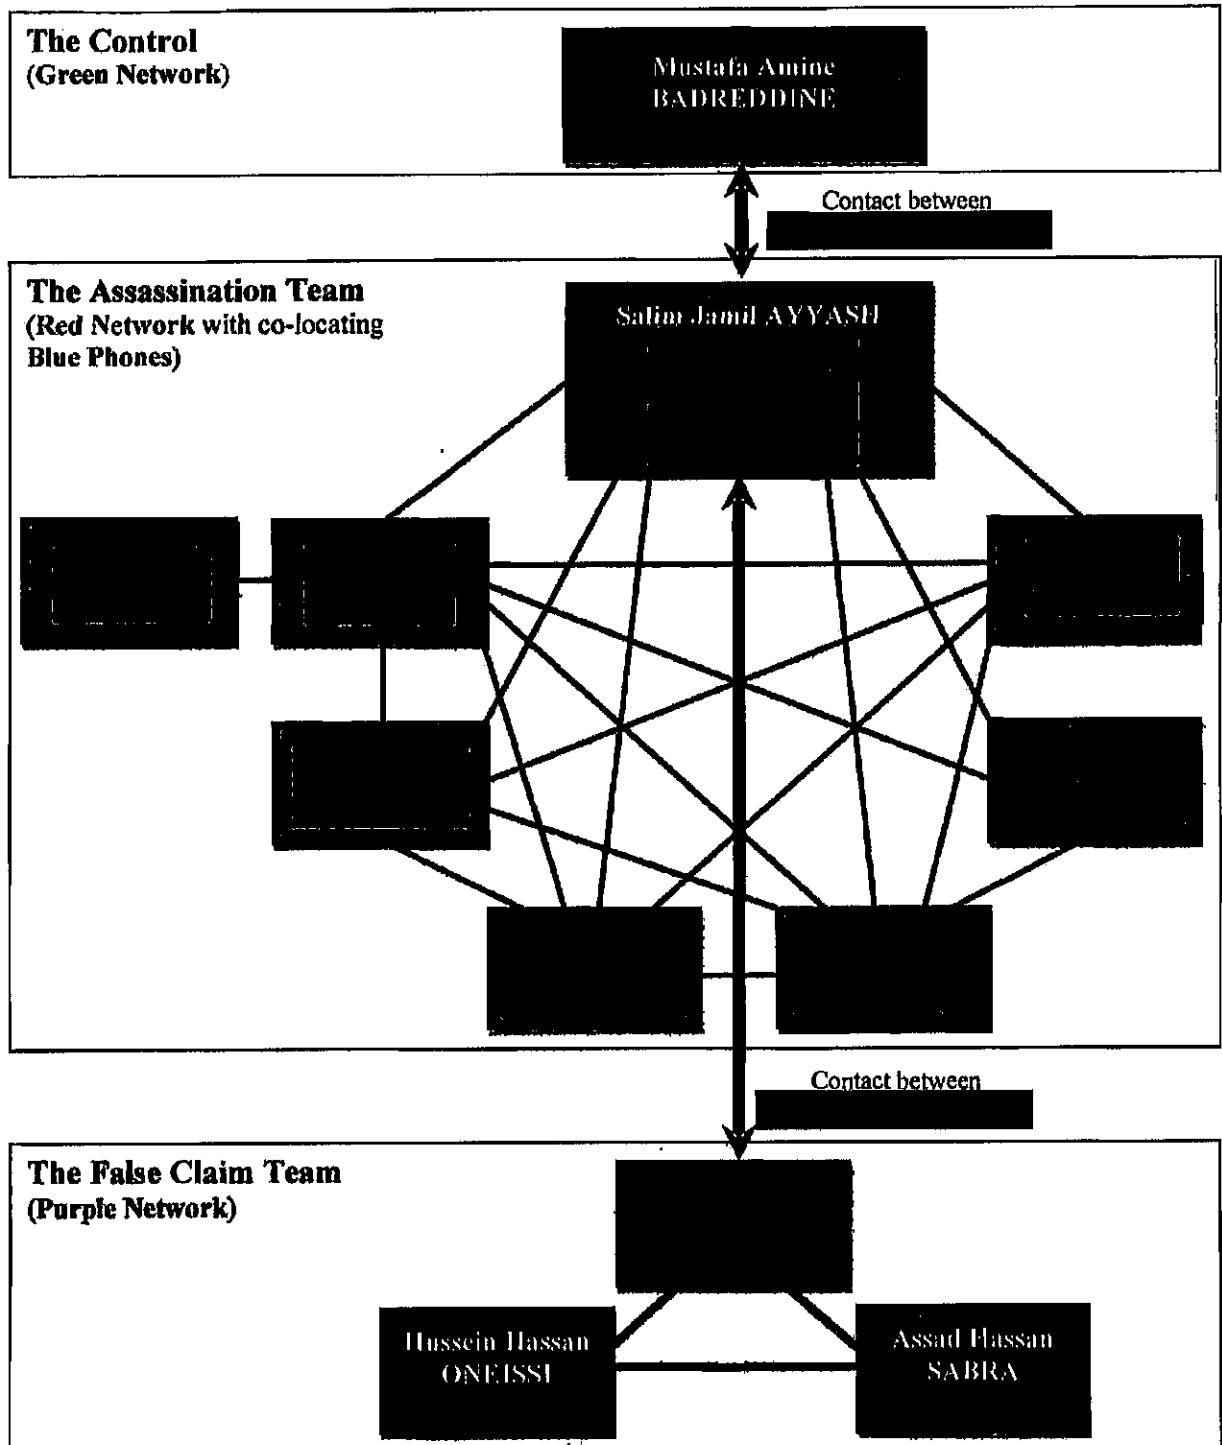 The Control
(Green Network)
Mustafa Amine
BADREDDINE
Contact between
The Assassination Team
(Red Network with co-locating
Blue Phones)
Salim Jamil AYYASH
Contact between
The False Claim Team
(Purple Network)
Hussein Hassan
ONEISSI
Assad Hassan
SABRA